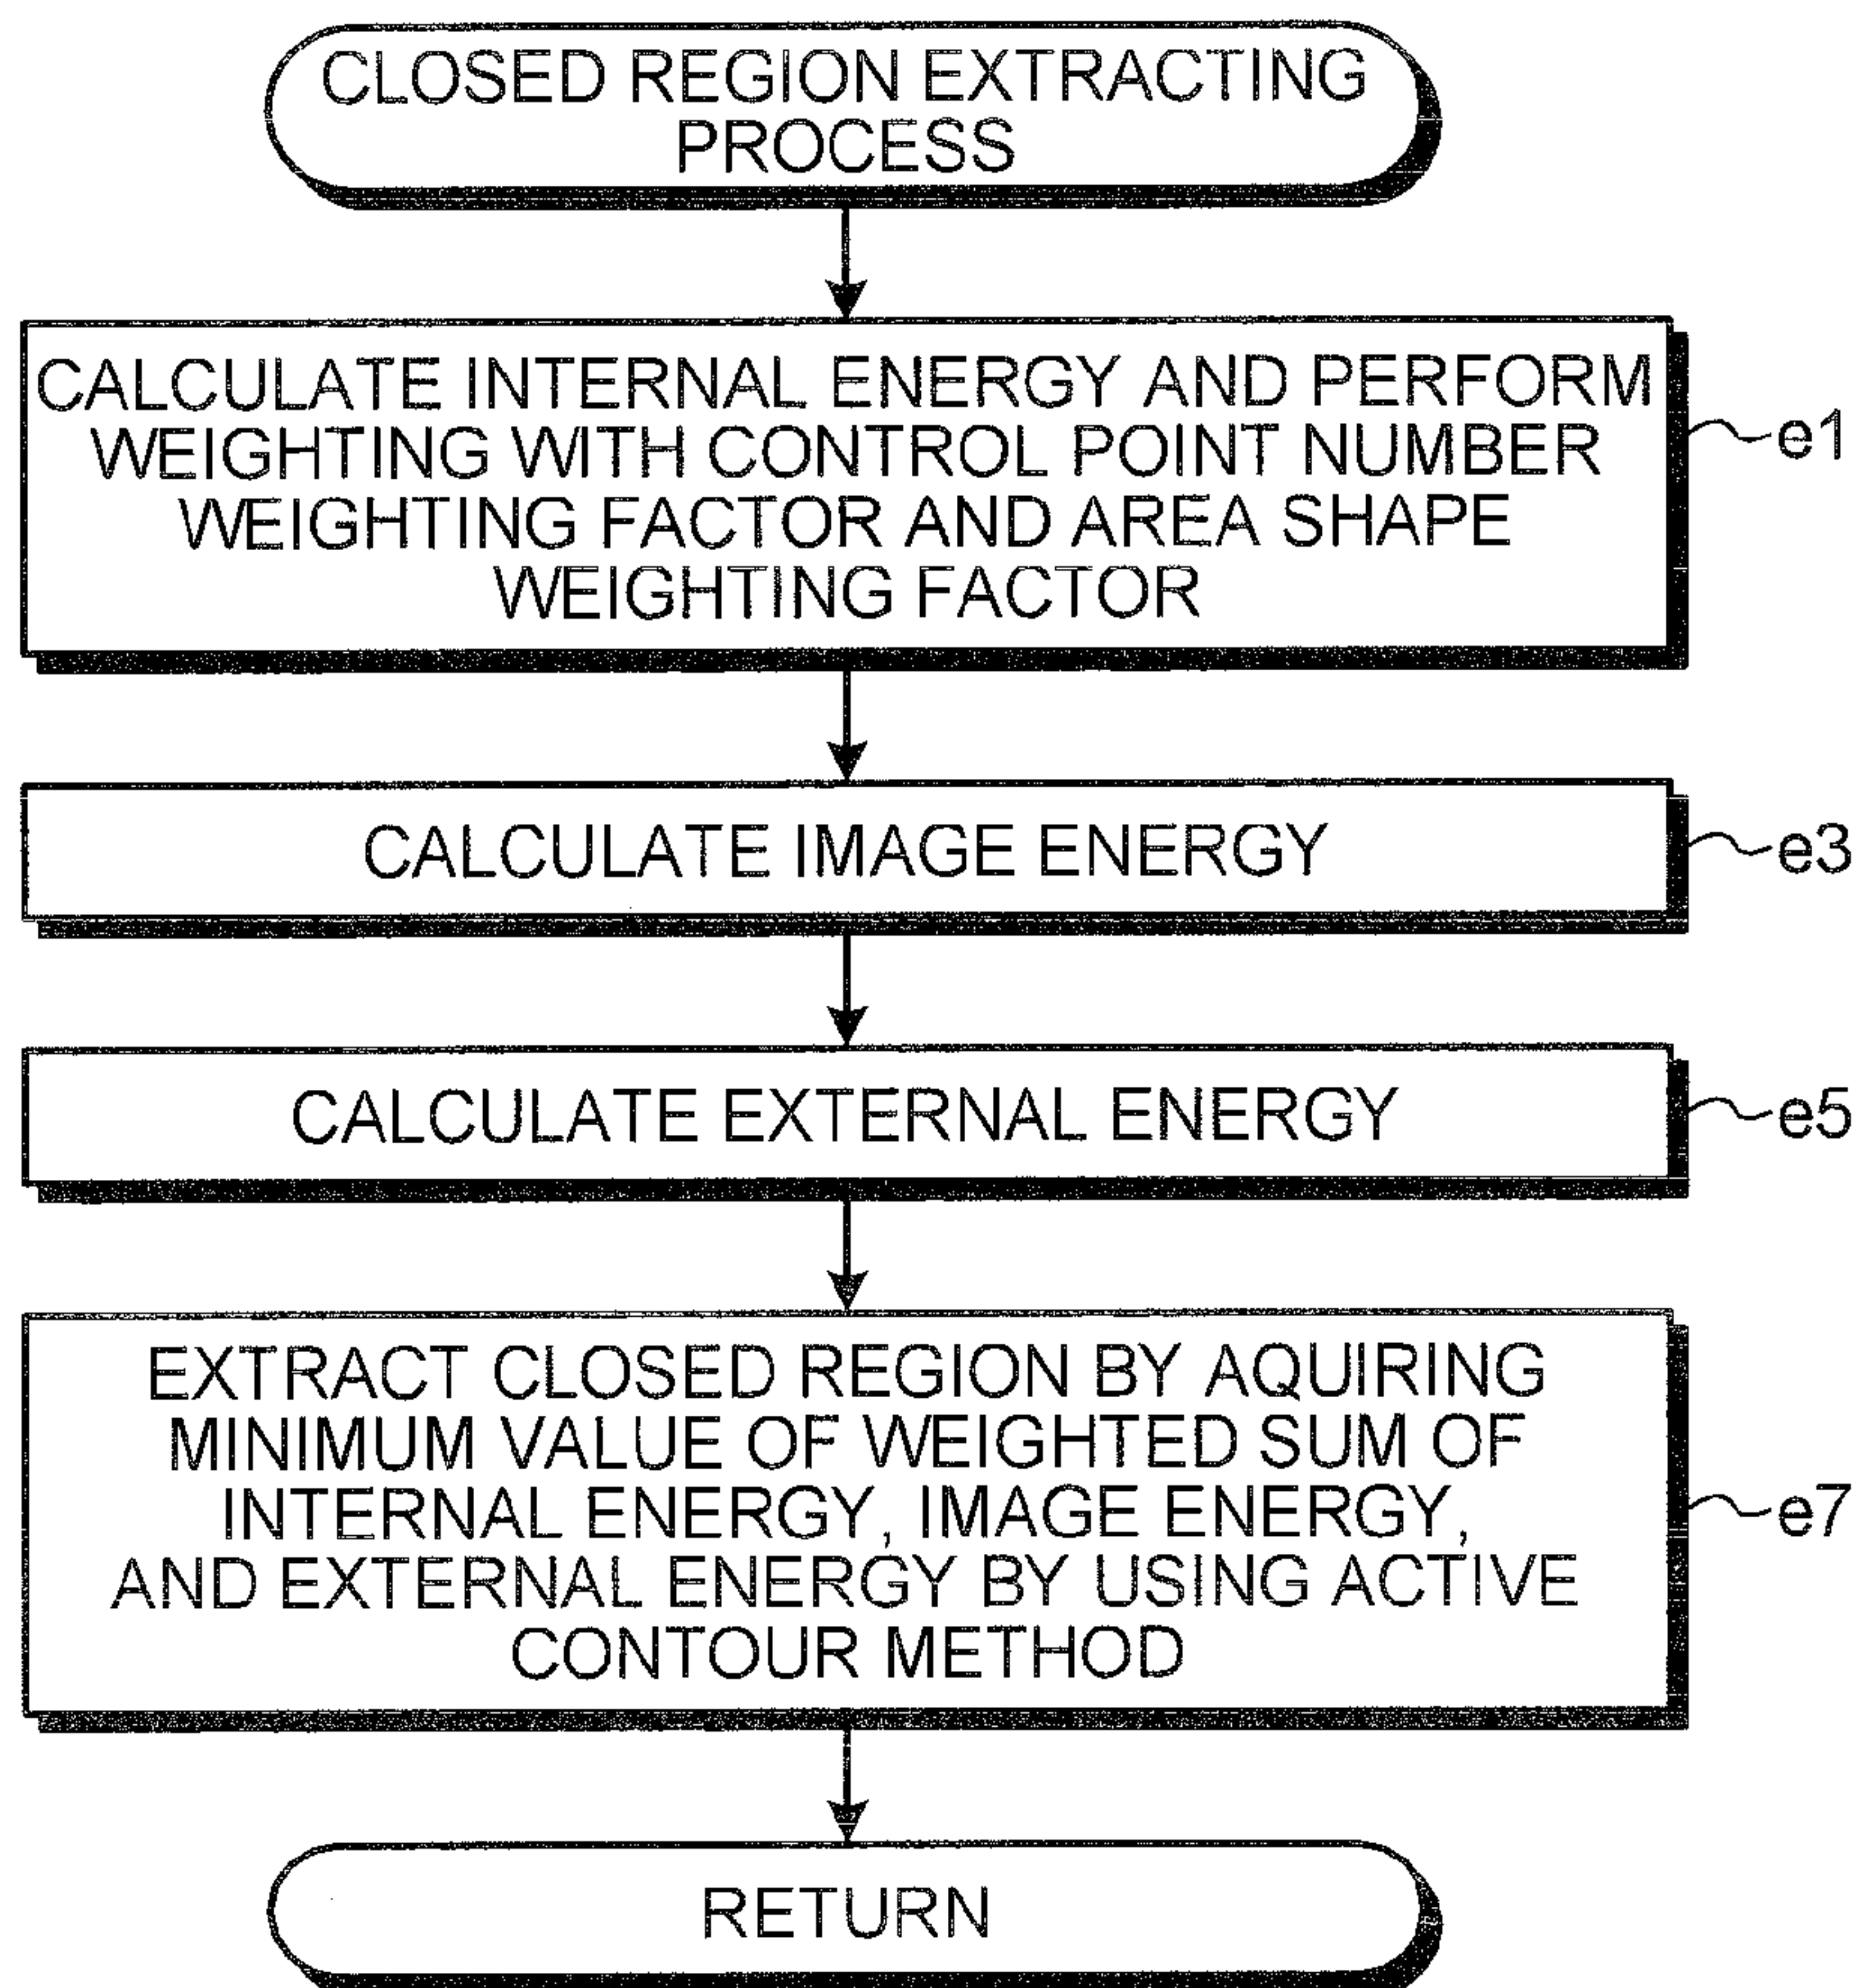 CLOSED REGION EXTRACTING
PROCESS
CALCULATE INTERNAL ENERGY AND PERFORM
WEIGHTING WITH CONTROL POINT NUMBER
WEIGHTING FACTOR AND AREA SHAPE
WEIGHTING FACTOR
e1
CALCULATE IMAGE ENERGY
e3
CALCULATE EXTERNAL ENERGY
e5
EXTRACT CLOSED REGION BY AQUIRING
MINIMUM VALUE OF WEIGHTED SUM OF
INTERNAL ENERGY, IMAGE ENERGY,
AND EXTERNAL ENERGY BY USING ACTIVE
CONTOUR METHOD
e7
RETURN